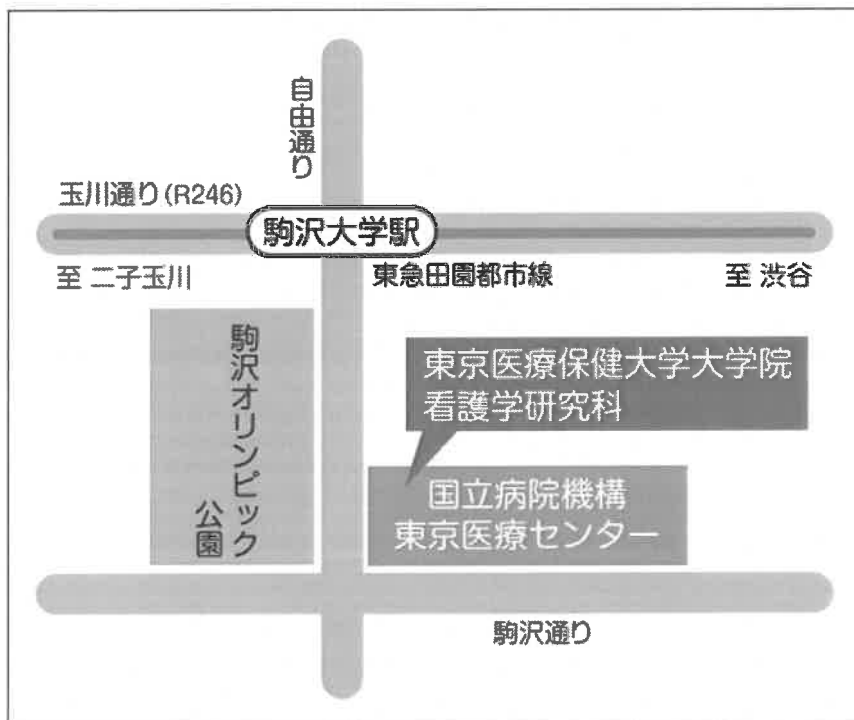 自由通り
玉川通り(R246)
駒沢大学駅
至 二子玉川
東急田園都市線
至 渋谷
駒沢オリンピック
公園
東京医療保健大学大学院
看護学研究科
国立病院機構
東京医療センター
駒沢通り